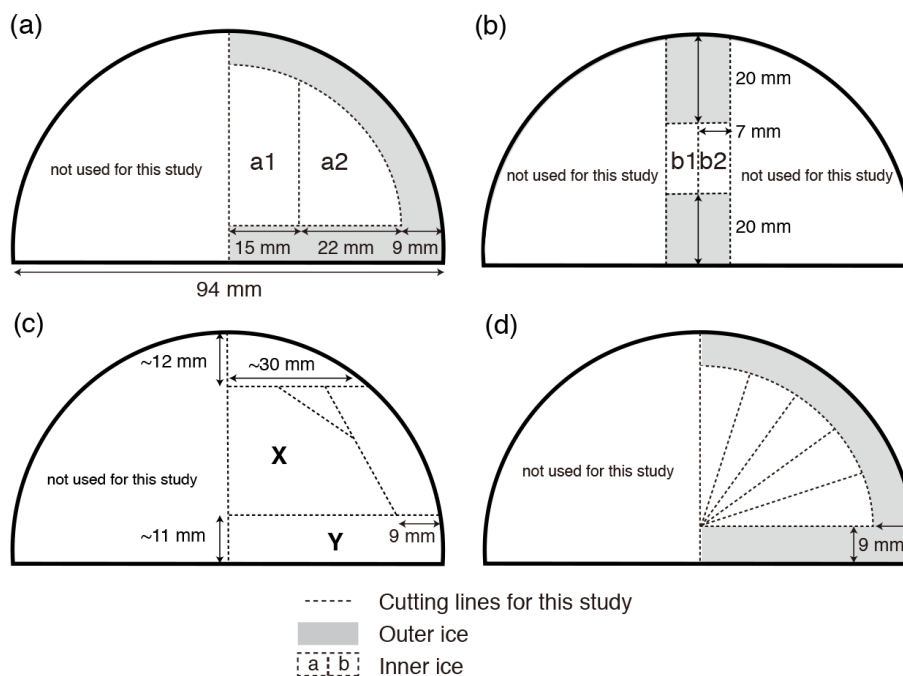 (a)
not used for this study
a1
a2
15 mm
22 mm
9 mm
94 mm
(b)
20 mm
7 mm
b1
b2
not used for this study
not used for this study
20 mm
(c)
~12 mm
~30 mm
X
not used for this study
~11 mm
Y
9 mm
(d)
not used for this study
9 mm
Cutting lines for this study
Outer ice
a b Inner ice